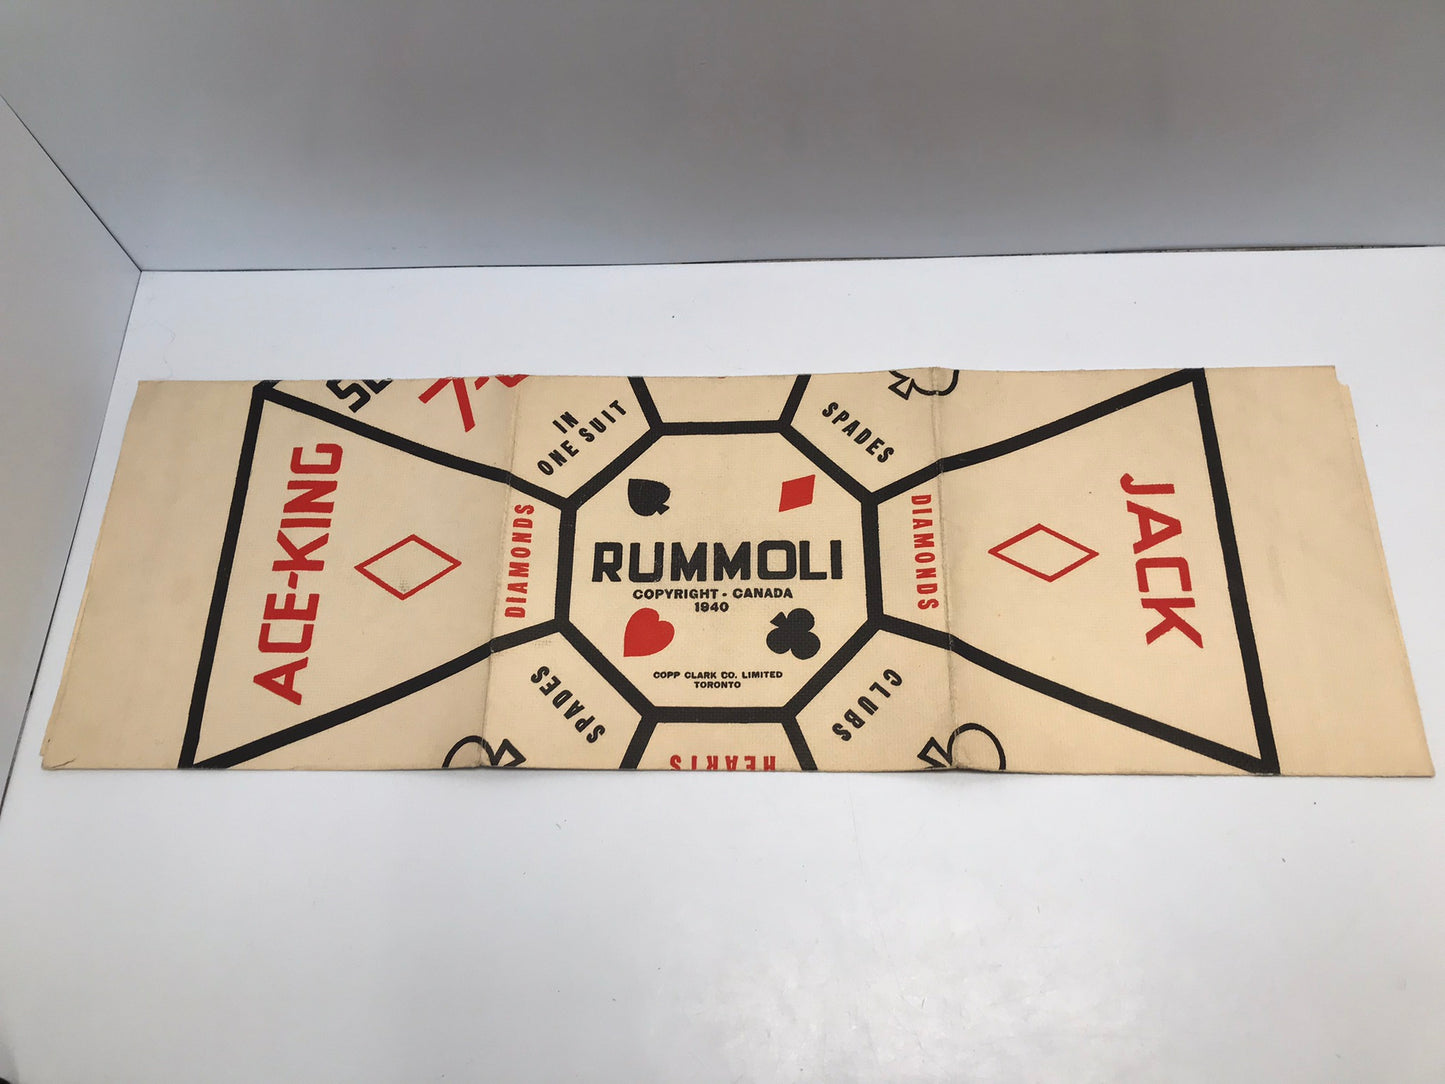 IN
ONE SUIT
SPADES
ACE-KING
DIAMONDS
RUMMOLI
COPYRIGHT - CANADA
1940
COPP CLARK CO. LIMITED
TORONTO
DIAMONDS
JACK
SPADES
HEARTS
CLUBS